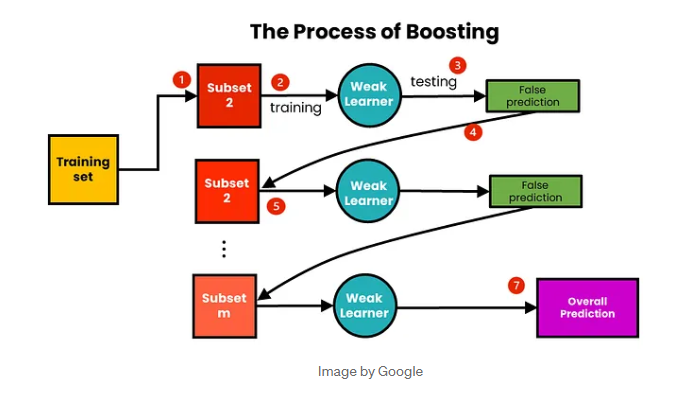 The Process of Boosting
1
Subset
2
2
training
Weak
Learner
3
testing
False
prediction
4
Training
set
Subset
2
5
Weak
Learner
False
prediction
Subset
m
Weak
Learner
7
Overall
Prediction
Image by Google